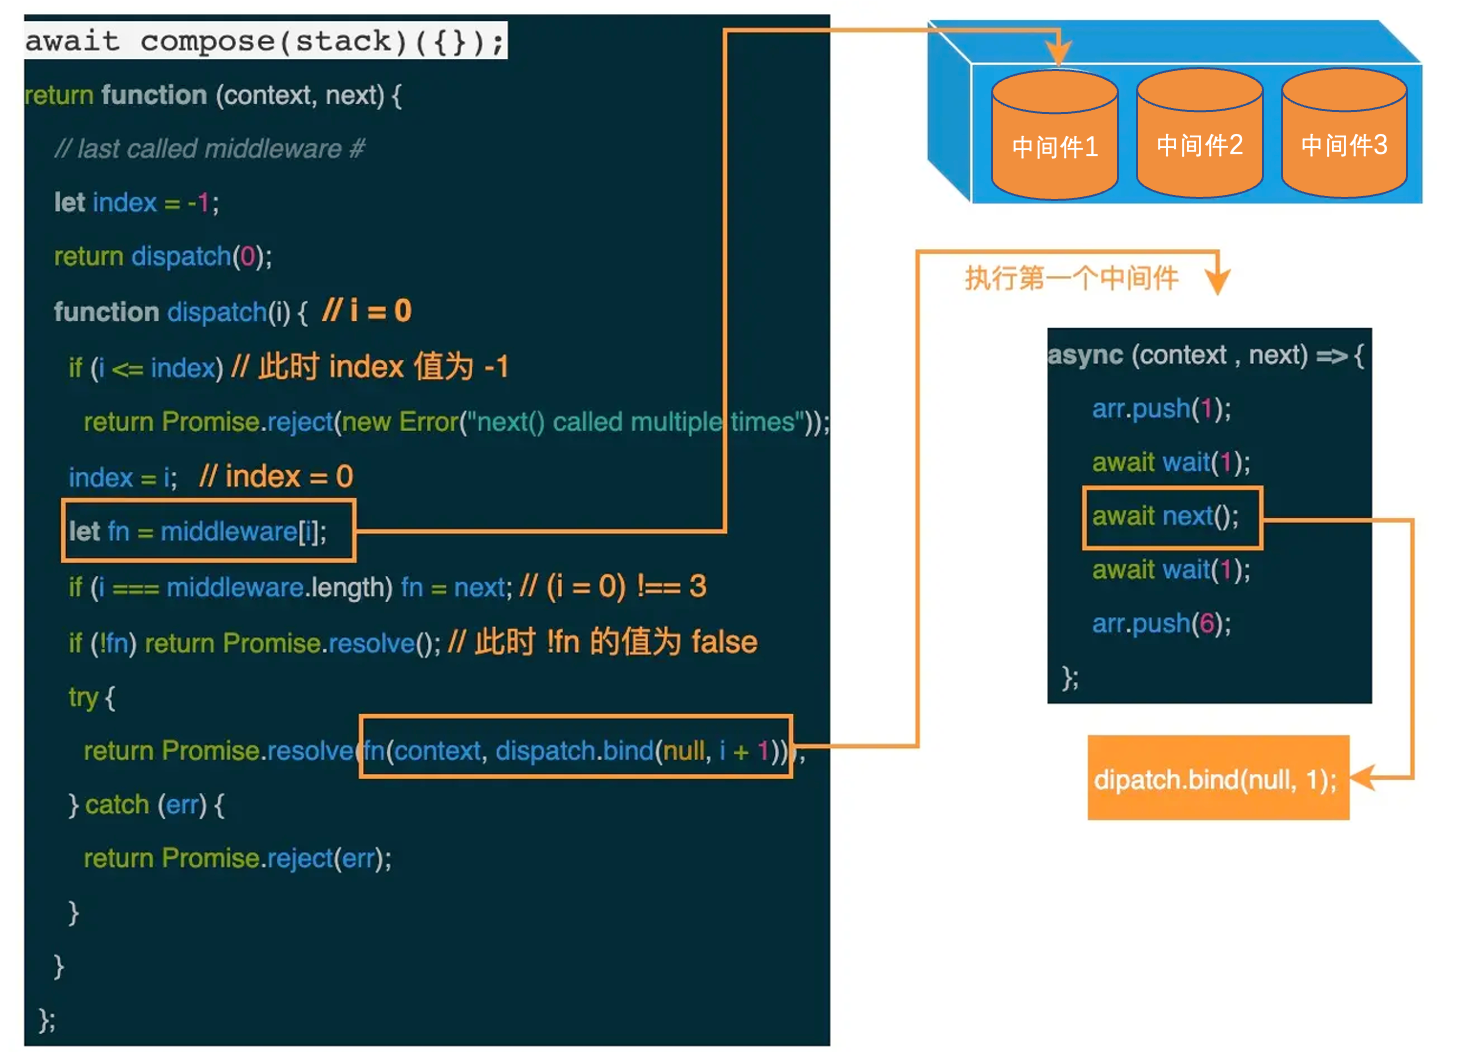 await compose(stack)({});
return function (context, next) {
// last called middleware #
let index = -1;
return dispatch(0);
function dispatch(i) { // i = 0
if (i <= index) // 此时 index 值为 -1
return Promise.reject(new Error("next() called multiple times"));
index = i; // index = 0
let fn = middleware[i];
if (i === middleware.length) fn = next; // (i = 0) !== 3
if (!fn) return Promise.resolve(); // 此时 !fn 的值为 false
try {
return Promise.resolve(fn(context, dispatch.bind(null, i + 1)));
} catch (err) {
return Promise.reject(err);
}
}
};
中间件1
中间件2
中间件3
执行第一个中间件
async (context , next) => {
arr.push(1);
await wait(1);
await next();
await wait(1);
arr.push(6);
};
dipatch.bind(null, 1);